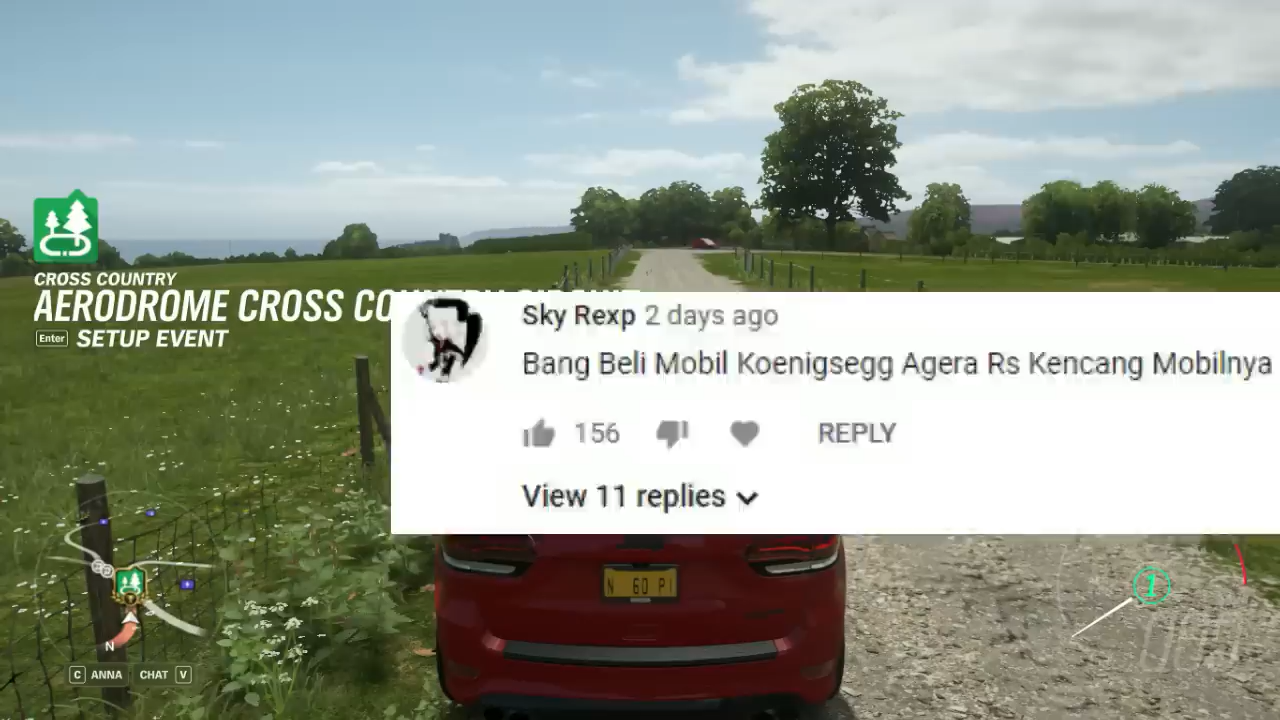 CROSS COUNTRY
AERODROME CROSS
Enter SETUP EVENT
Sky Rexp 2 days ago
Bang Beli Mobil Koenigsegg Agera Rs Kencang Mobilnya
156 REPLY
View 11 replies
N 60 PI
1
N
C ANNA CHAT V